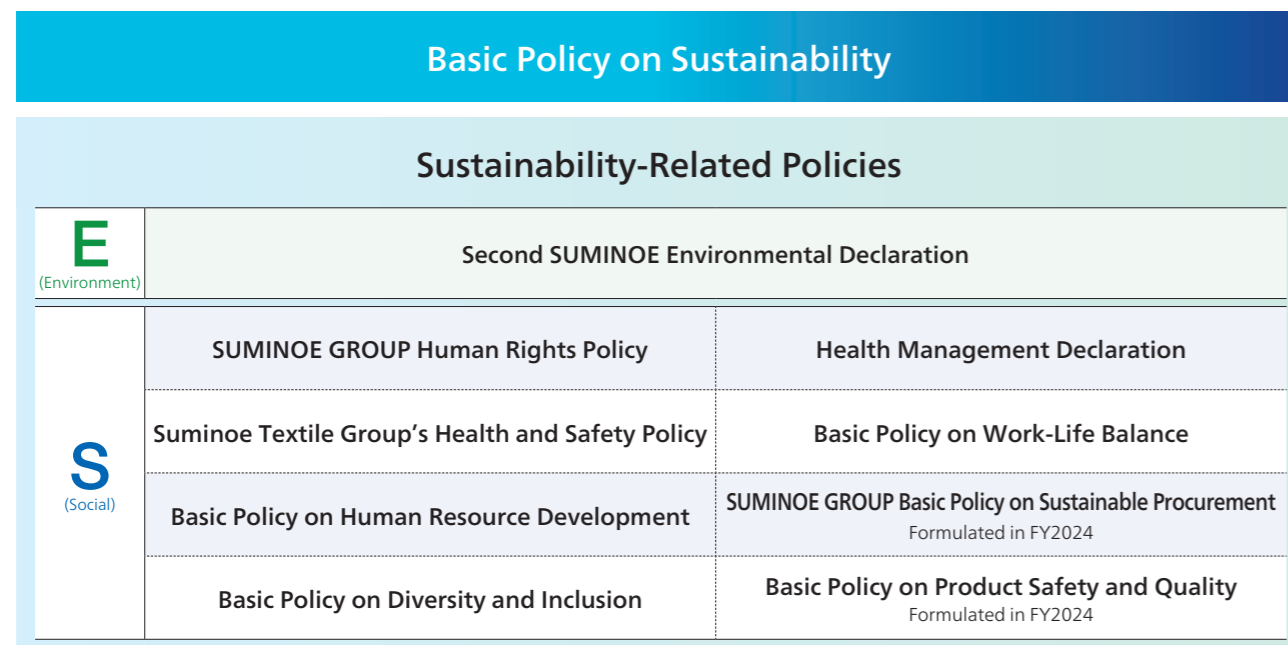 Basic Policy on Sustainability
Sustainability-Related Policies
E
(Environment)
Second SUMINOE Environmental Declaration
S
(Social)
SUMINOE GROUP Human Rights Policy
Health Management Declaration
Suminoe Textile Group's Health and Safety Policy
Basic Policy on Work-Life Balance
Basic Policy on Human Resource Development
SUMINOE GROUP Basic Policy on Sustainable Procurement
Formulated in FY2024
Basic Policy on Diversity and Inclusion
Basic Policy on Product Safety and Quality
Formulated in FY2024